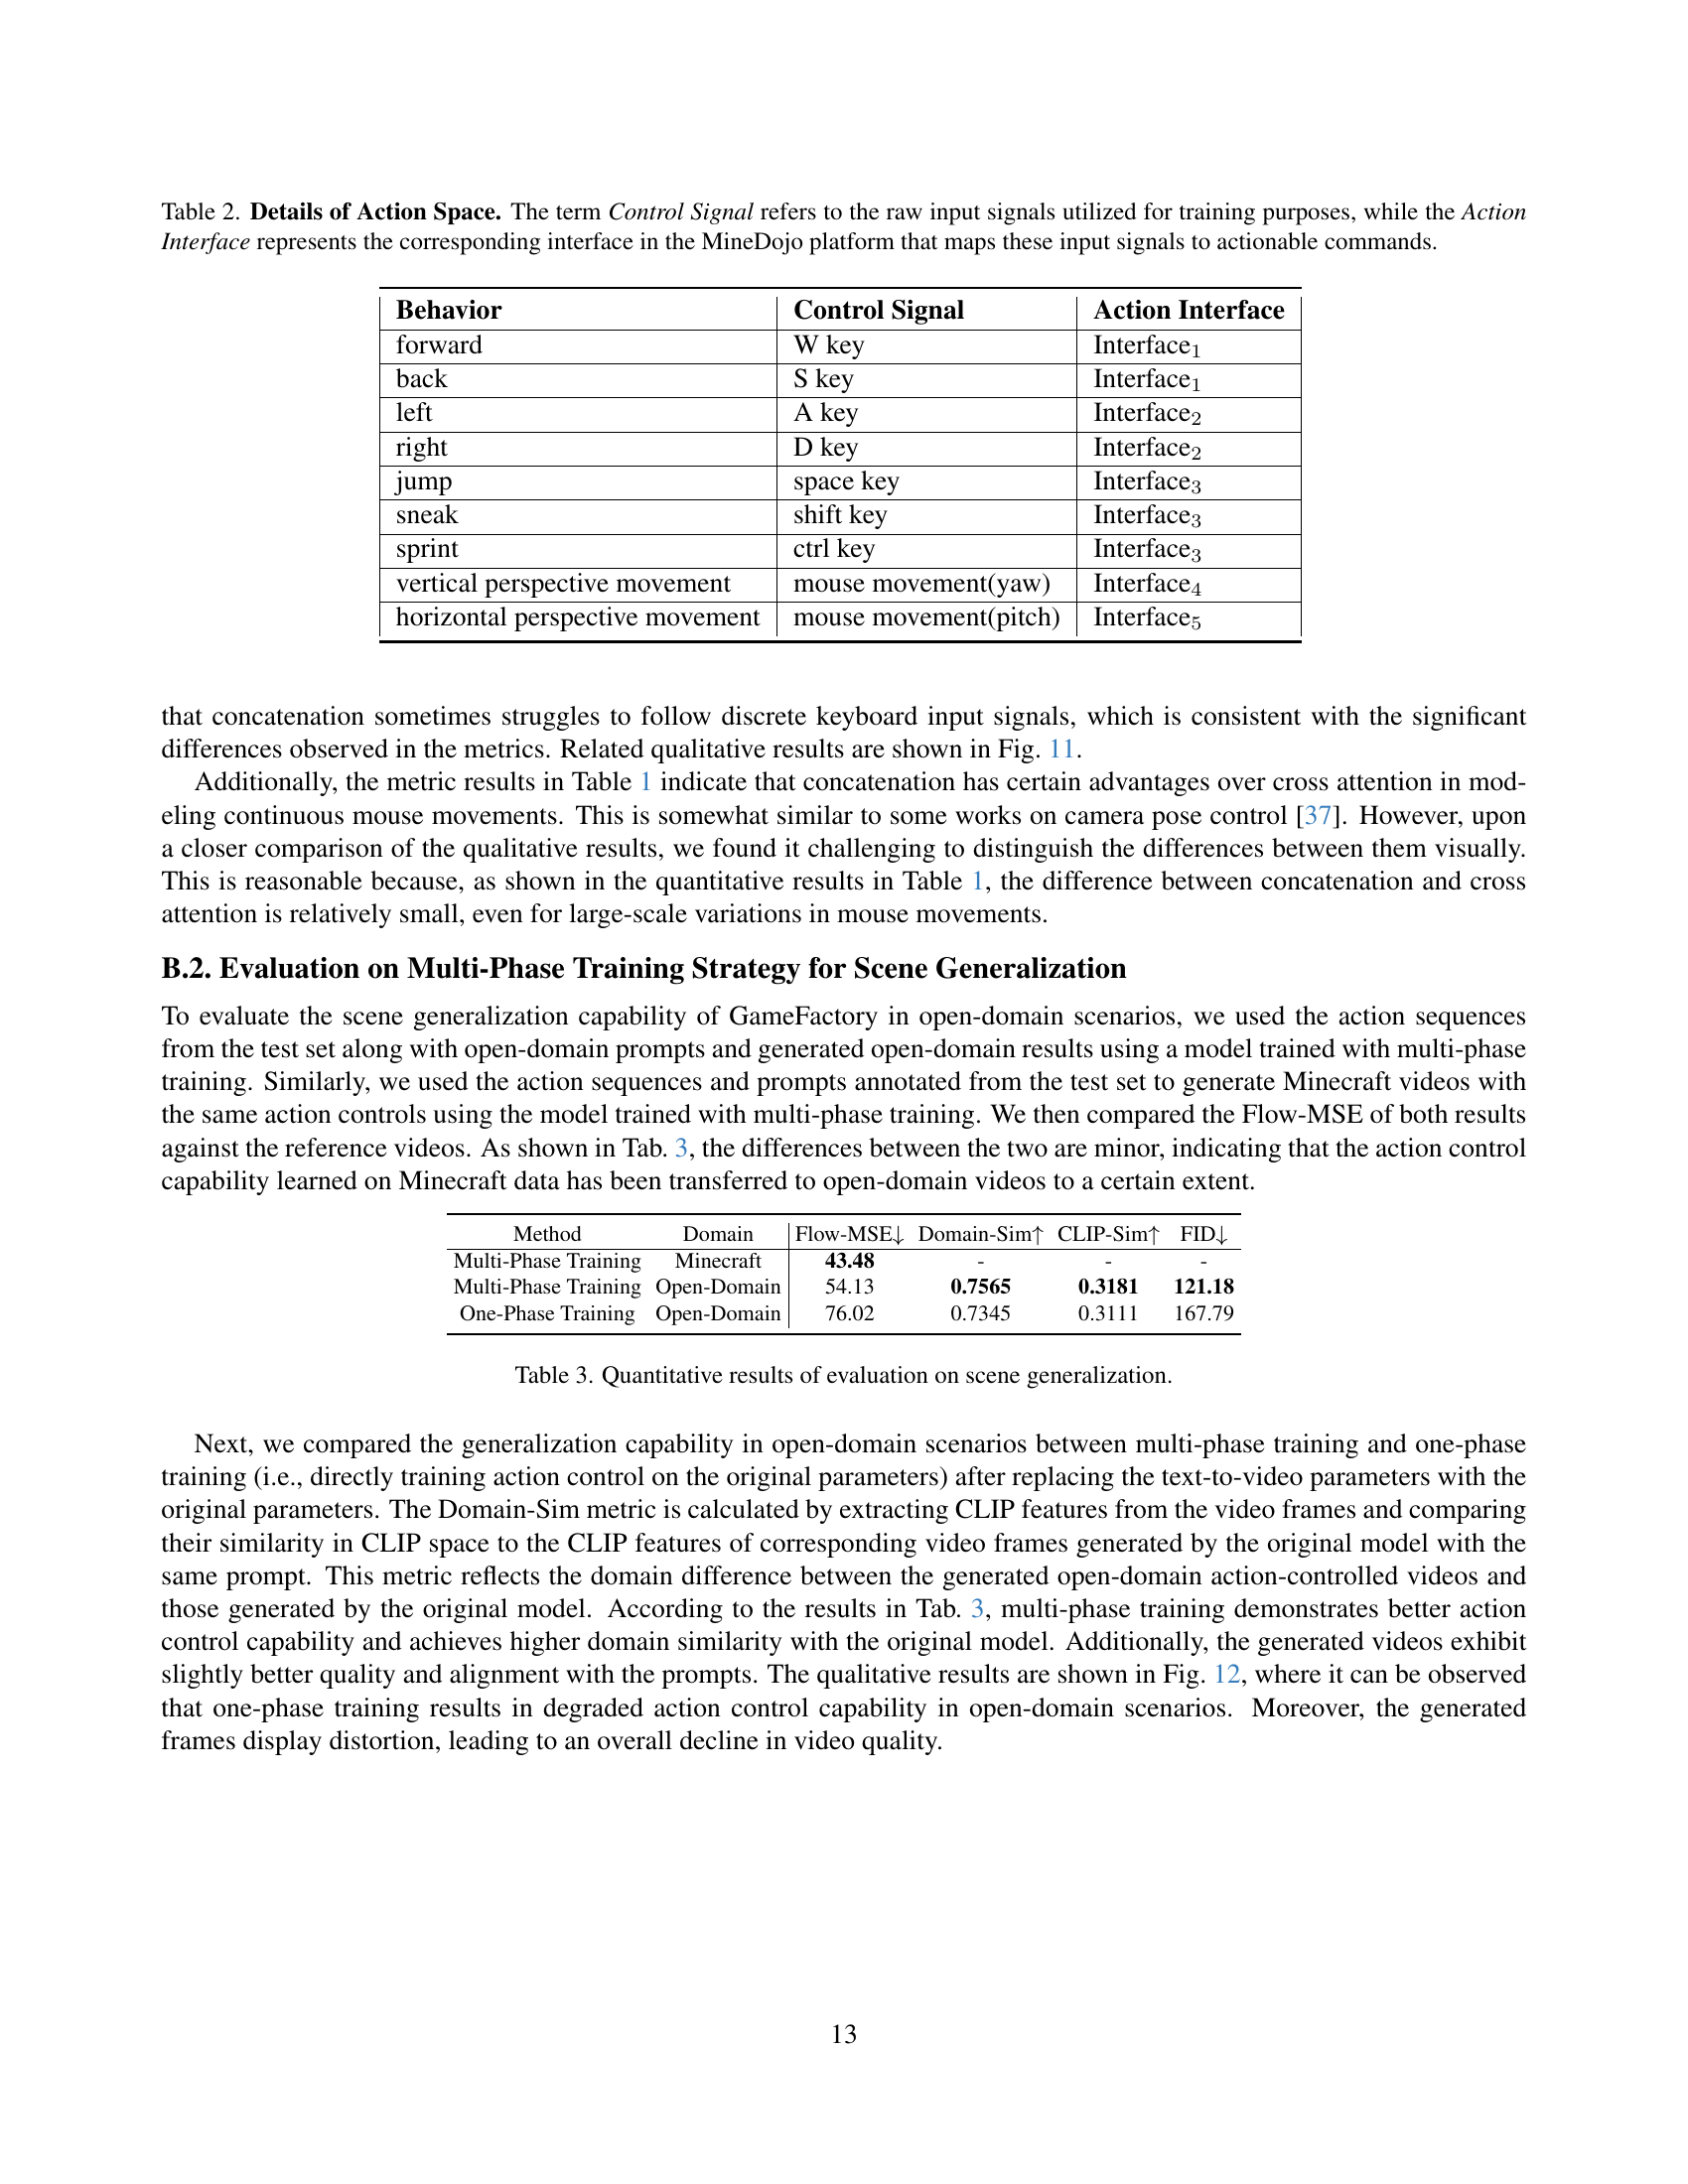 Table 2. Details of Action Space. The term Control Signal refers to the raw input signals utilized for training purposes, while the Action
Interface represents the corresponding interface in the MineDojo platform that maps these input signals to actionable commands.
Behavior Control Signal Action Interface
forward W key Interface1
back S key Interface1
left A key Interface2
right D key Interface2
jump space key Interface3
sneak shift key Interface3
sprint ctrl key Interface3
vertical perspective movement mouse movement(yaw) Interface4
horizontal perspective movement mouse movement(pitch) Interface5
that concatenation sometimes struggles to follow discrete keyboard input signals, which is consistent with the significant
differences observed in the metrics. Related qualitative results are shown in Fig. 11.
Additionally, the metric results in Table 1 indicate that concatenation has certain advantages over cross attention in mod-
eling continuous mouse movements. This is somewhat similar to some works on camera pose control [37]. However, upon
a closer comparison of the qualitative results, we found it challenging to distinguish the differences between them visually.
This is reasonable because, as shown in the quantitative results in Table 1, the difference between concatenation and cross
attention is relatively small, even for large-scale variations in mouse movements.
B.2. Evaluation on Multi-Phase Training Strategy for Scene Generalization
To evaluate the scene generalization capability of GameFactory in open-domain scenarios, we used the action sequences
from the test set along with open-domain prompts and generated open-domain results using a model trained with multi-phase
training. Similarly, we used the action sequences and prompts annotated from the test set to generate Minecraft videos with
the same action controls using the model trained with multi-phase training. We then compared the Flow-MSE of both results
against the reference videos. As shown in Tab. 3, the differences between the two are minor, indicating that the action control
capability learned on Minecraft data has been transferred to open-domain videos to a certain extent.
Method Domain Flow-MSE↓ Domain-Sim↑ CLIP-Sim↑ FID↓
Multi-Phase Training Minecraft 43.48 - - -
Multi-Phase Training Open-Domain 54.13 0.7565 0.3181 121.18
One-Phase Training Open-Domain 76.02 0.7345 0.3111 167.79
Table 3. Quantitative results of evaluation on scene generalization.
Next, we compared the generalization capability in open-domain scenarios between multi-phase training and one-phase
training (i.e., directly training action control on the original parameters) after replacing the text-to-video parameters with the
original parameters. The Domain-Sim metric is calculated by extracting CLIP features from the video frames and comparing
their similarity in CLIP space to the CLIP features of corresponding video frames generated by the original model with the
same prompt. This metric reflects the domain difference between the generated open-domain action-controlled videos and
those generated by the original model. According to the results in Tab. 3, multi-phase training demonstrates better action
control capability and achieves higher domain similarity with the original model. Additionally, the generated videos exhibit
slightly better quality and alignment with the prompts. The qualitative results are shown in Fig. 12, where it can be observed
that one-phase training results in degraded action control capability in open-domain scenarios. Moreover, the generated
frames display distortion, leading to an overall decline in video quality.
13